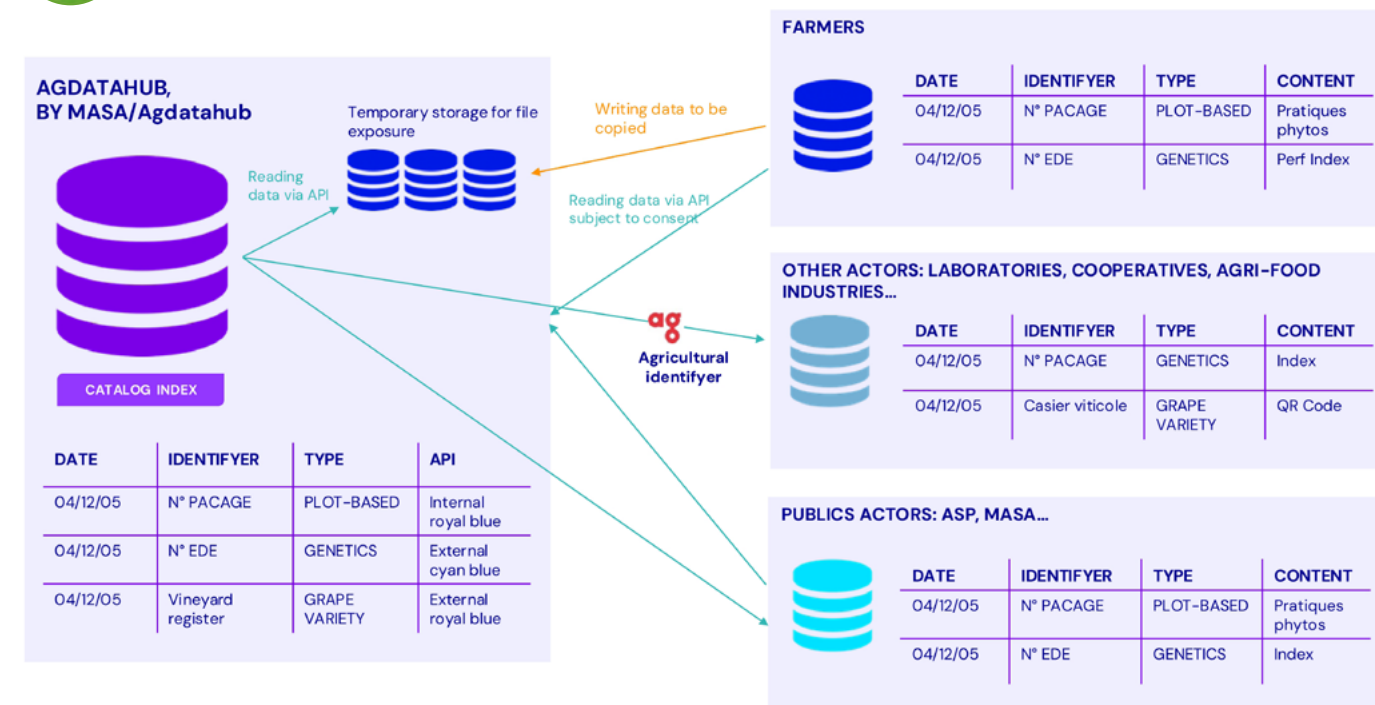 AGDATAHUB,
BY MASA/Agdatahub
Temporary storage for file
exposure
Reading
data via API
CATALOG INDEX
DATE IDENTIFYER TYPE API
04/12/05 N° PACAGE PLOT-BASED Internal
royal blue
04/12/05 N° EDE GENETICS External
cyan blue
04/12/05 Vineyard GRAPE External
register VARIETY royal blue
Writing data to be
copied
Reading data via API
subject to consent
ag
Agricultural
identifyer
FARMERS
DATE IDENTIFYER TYPE CONTENT
04/12/05 N° PACAGE PLOT-BASED Pratiques
phytos
04/12/05 N° EDE GENETICS Perf Index
OTHER ACTORS: LABORATORIES, COOPERATIVES, AGRI-FOOD
INDUSTRIES...
DATE IDENTIFYER TYPE CONTENT
04/12/05 N° PACAGE GENETICS Index
04/12/05 Casier viticole GRAPE QR Code
VARIETY
PUBLICS ACTORS: ASP, MASA...
DATE IDENTIFYER TYPE CONTENT
04/12/05 N° PACAGE PLOT-BASED Pratiques
phytos
04/12/05 N° EDE GENETICS Index